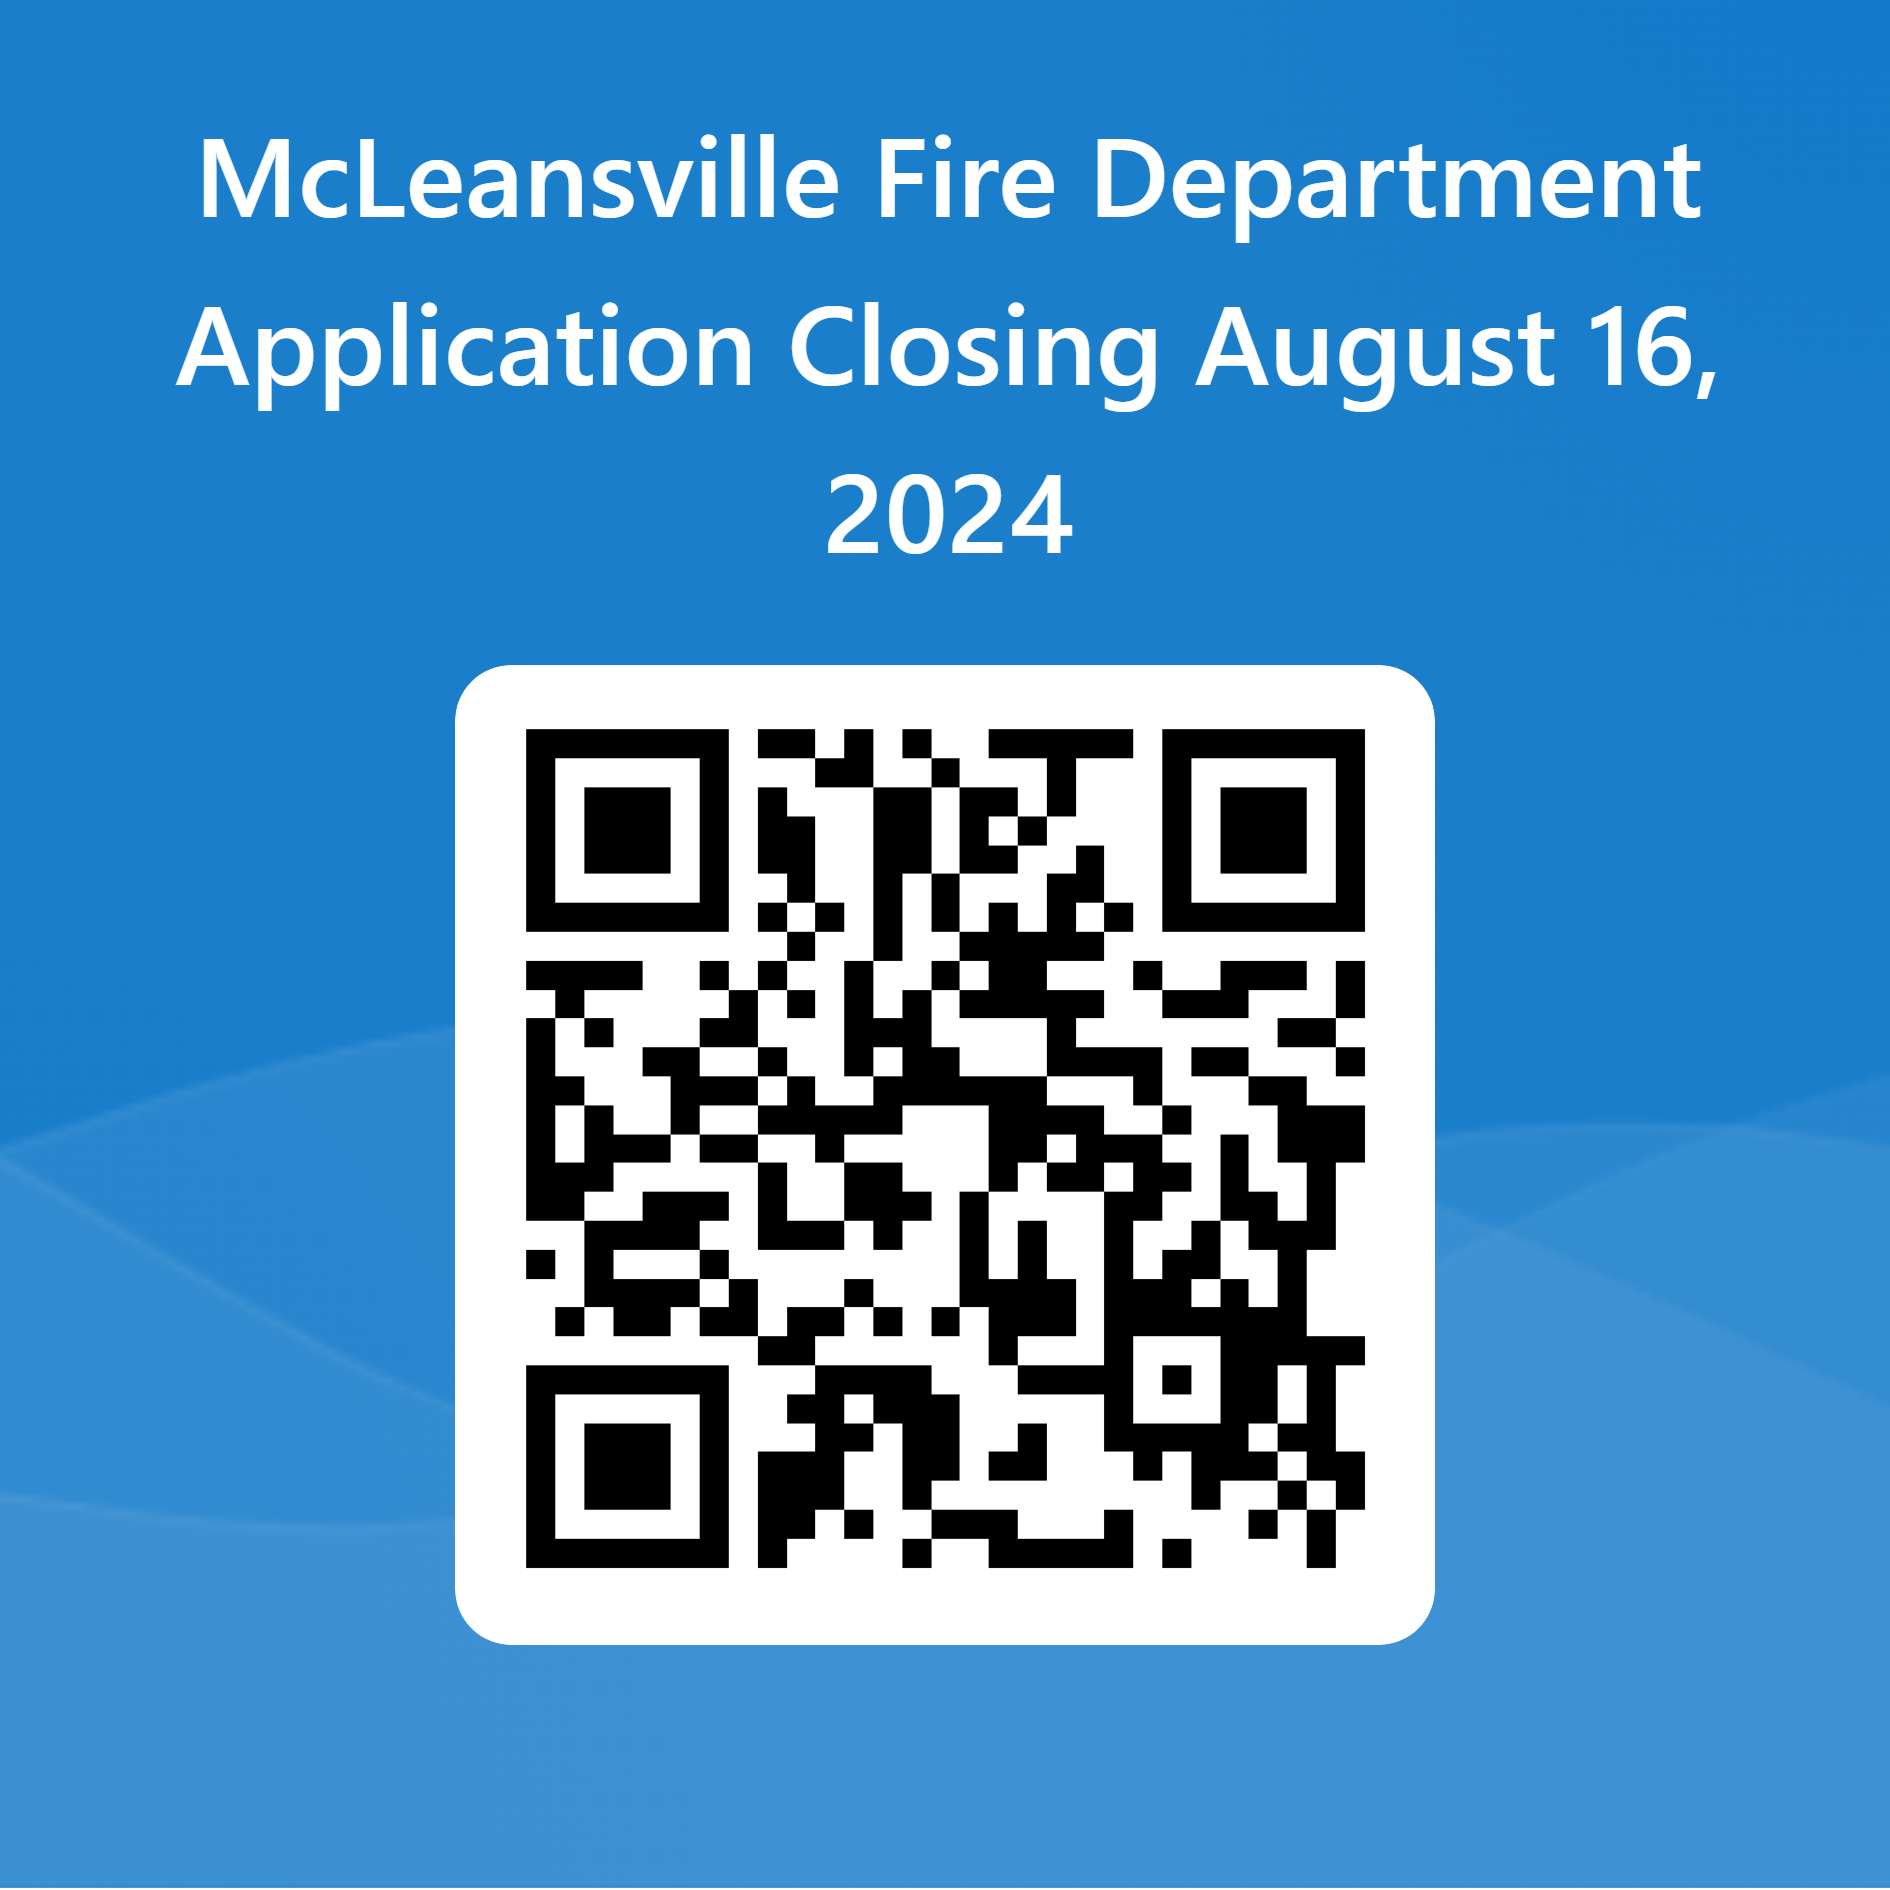 McLeansville Fire Department
Application Closing August 16,
2024